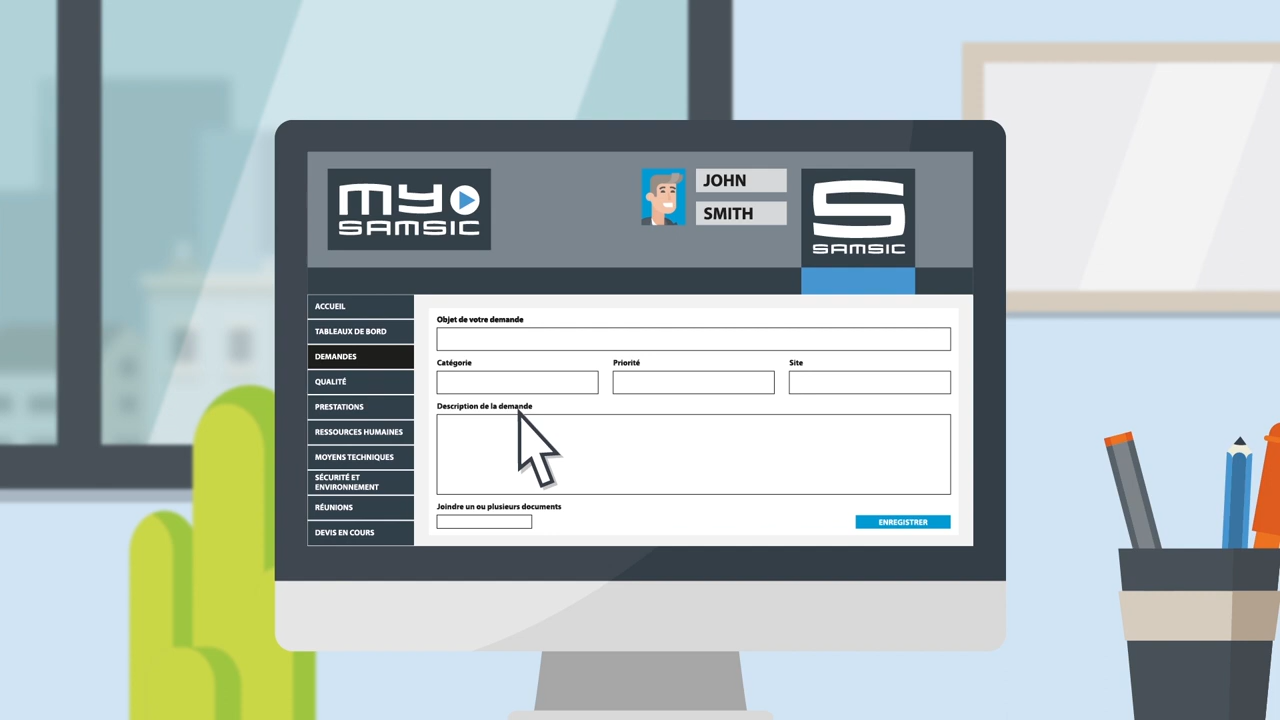 MY
SAMSIC
JOHN
SMITH
S
SAMSIC
ACCUEIL
TABLEAUX DE BORD
DEMANDES
QUALITÉ
PRESTATIONS
RESSOURCES HUMAINES
MOYENS TECHNIQUES
SÉCURITÉ ET
ENVIRONNEMENT
RÉUNIONS
DEVIS EN COURS
Objet de votre demande
Catégorie
Priorité
Site
Description de la demande
Joindre un ou plusieurs documents
ENREGISTRER